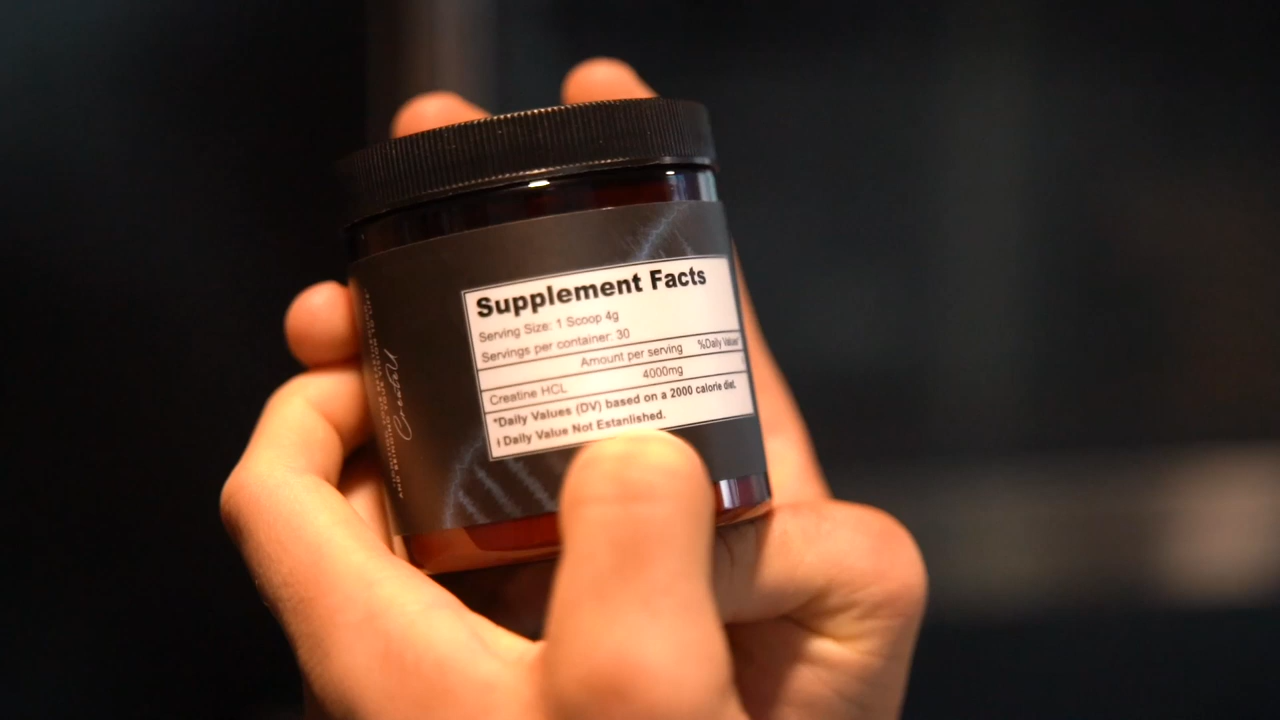 Supplement Facts
Serving Size: 1 Scoop 4g
Servings per container: 30
Amount per serving %Daily Value*
Creatine HCL 4000mg
*Daily Values (DV) based on a 2000 calorie diet.
ƚ Daily Value Not Estanlished.
CreateU